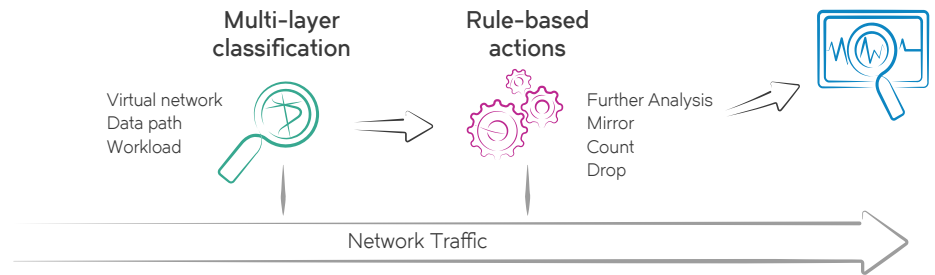 Multi-layer
classification
Rule-based
actions
Virtual network
Data path
Workload
Further Analysis
Mirror
Count
Drop
Network Traffic